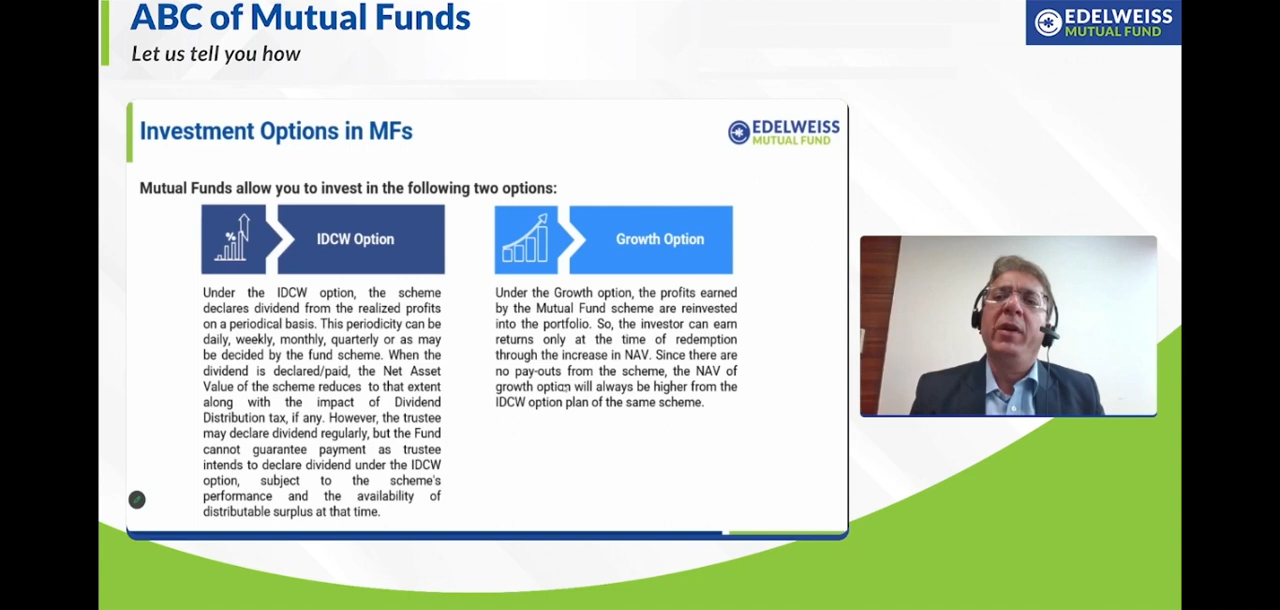 ABC of Mutual Funds
Let us tell you how
EDELWEISS
MUTUAL FUND
Investment Options in MFs
EDELWEISS
MUTUAL FUND
Mutual Funds allow you to invest in the following two options:
%
IDCW Option
Under the IDCW option, the scheme
declares dividend from the realized profits
on a periodical basis. This periodicity can be
daily, weekly, monthly, quarterly or as may
be decided by the fund scheme. When the
dividend is declared/paid, the Net Asset
Value of the scheme reduces to that extent
along with the impact of Dividend
Distribution tax, if any. However, the trustee
may declare dividend regularly, but the Fund
cannot guarantee payment as trustee
intends to declare dividend under the IDCW
option, subject to the scheme's
performance and the availability of
distributable surplus at that time.
Growth Option
Under the Growth option, the profits earned
by the Mutual Fund scheme are reinvested
into the portfolio. So, the investor can earn
returns only at the time of redemption
through the increase in NAV. Since there are
no pay-outs from the scheme, the NAV of
growth option will always be higher from the
IDCW option plan of the same scheme.